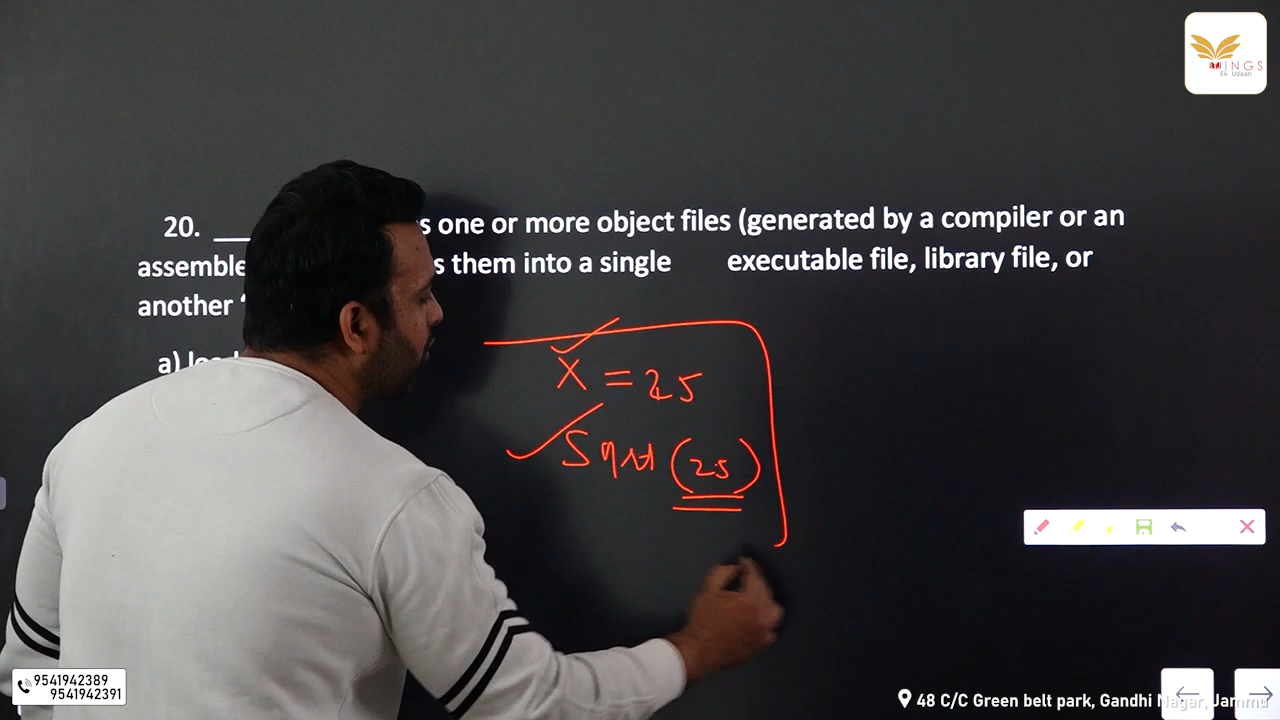 WINGS
Ek Udaan
20. __ s one or more object files (generated by a compiler or an
assemble s them into a single executable file, library file, or
another ‘
a)
X = 25
Sqrt (25)
9541942389
9541942391
48 C/C Green belt park, Gandhi Nagar, Jammu